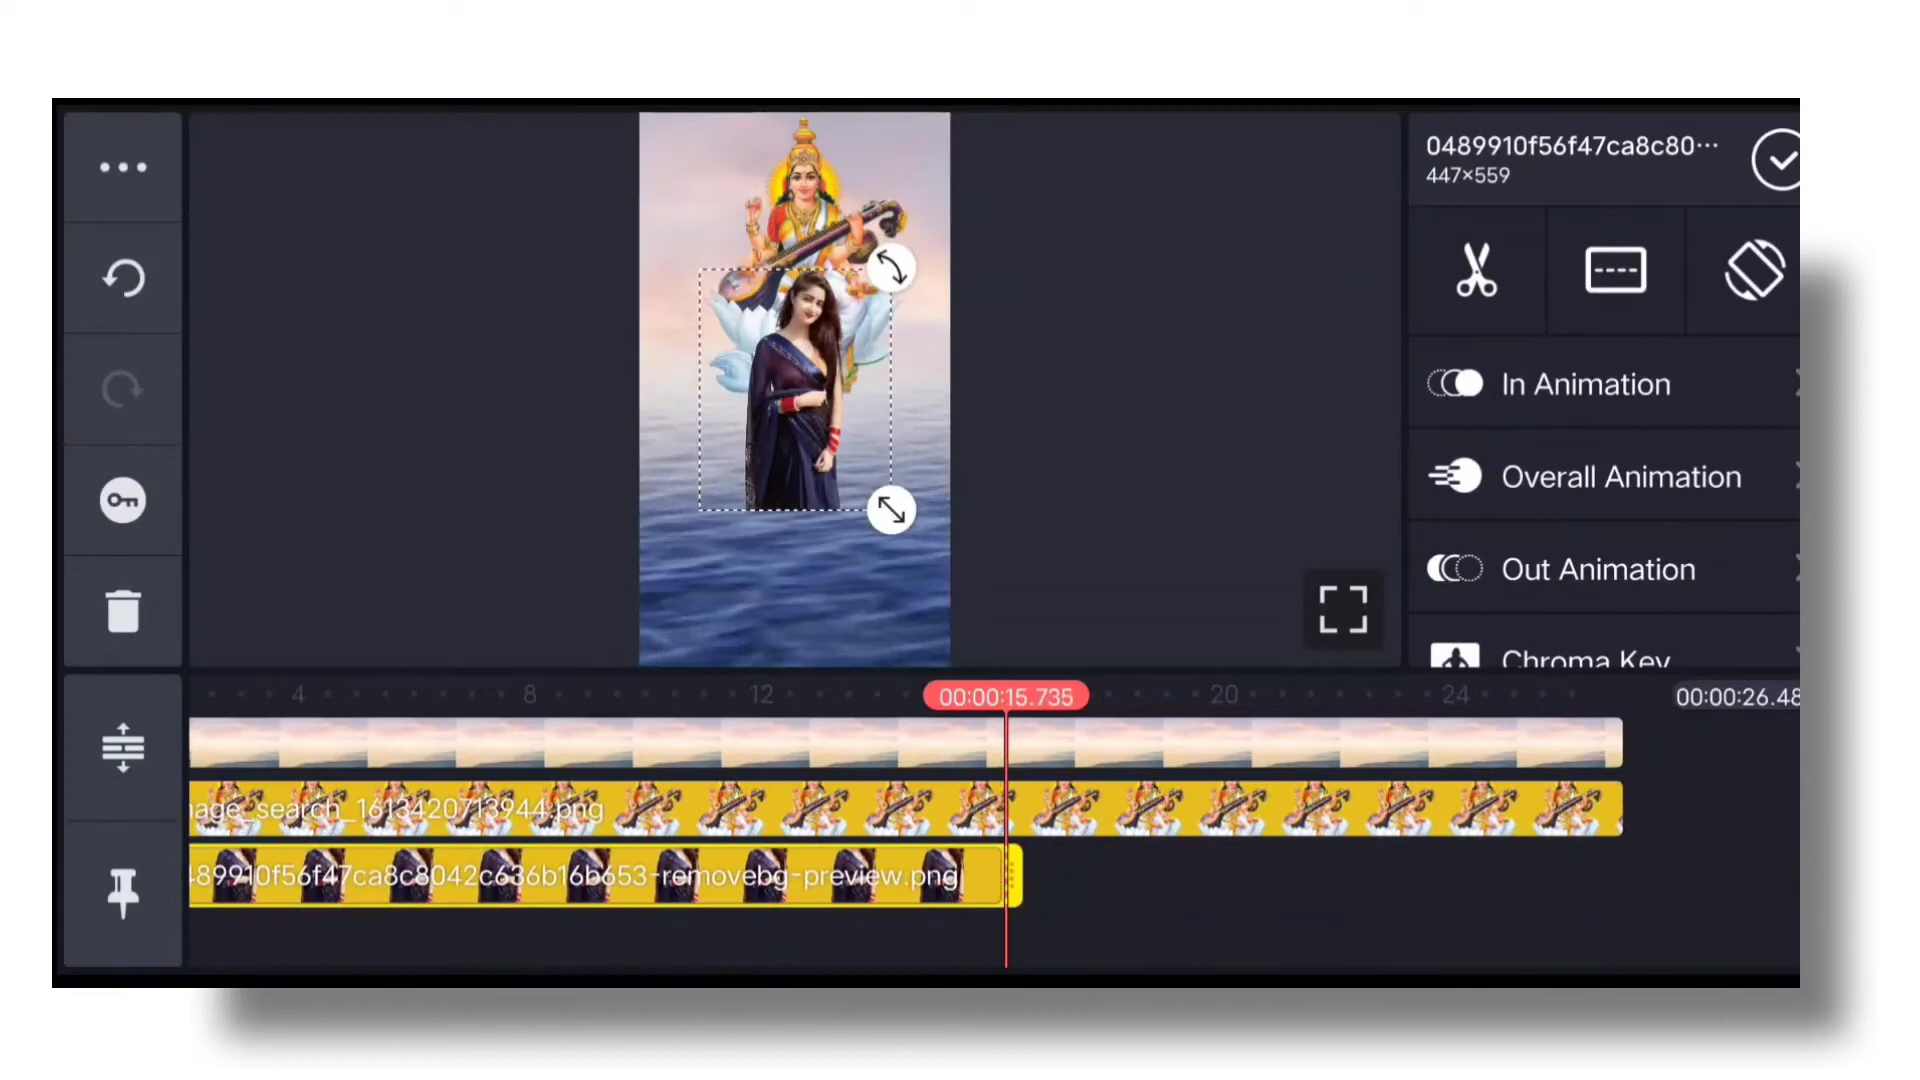 0489910f56f47ca8c80···
447×559
In Animation
Overall Animation
Out Animation
Chroma Key
4
8
12
00:00:15.735
20
24
00:00:26.48
nage_search_1613420713944.png
489910f56f47ca8c8042c636b16b653-removebg-preview.png